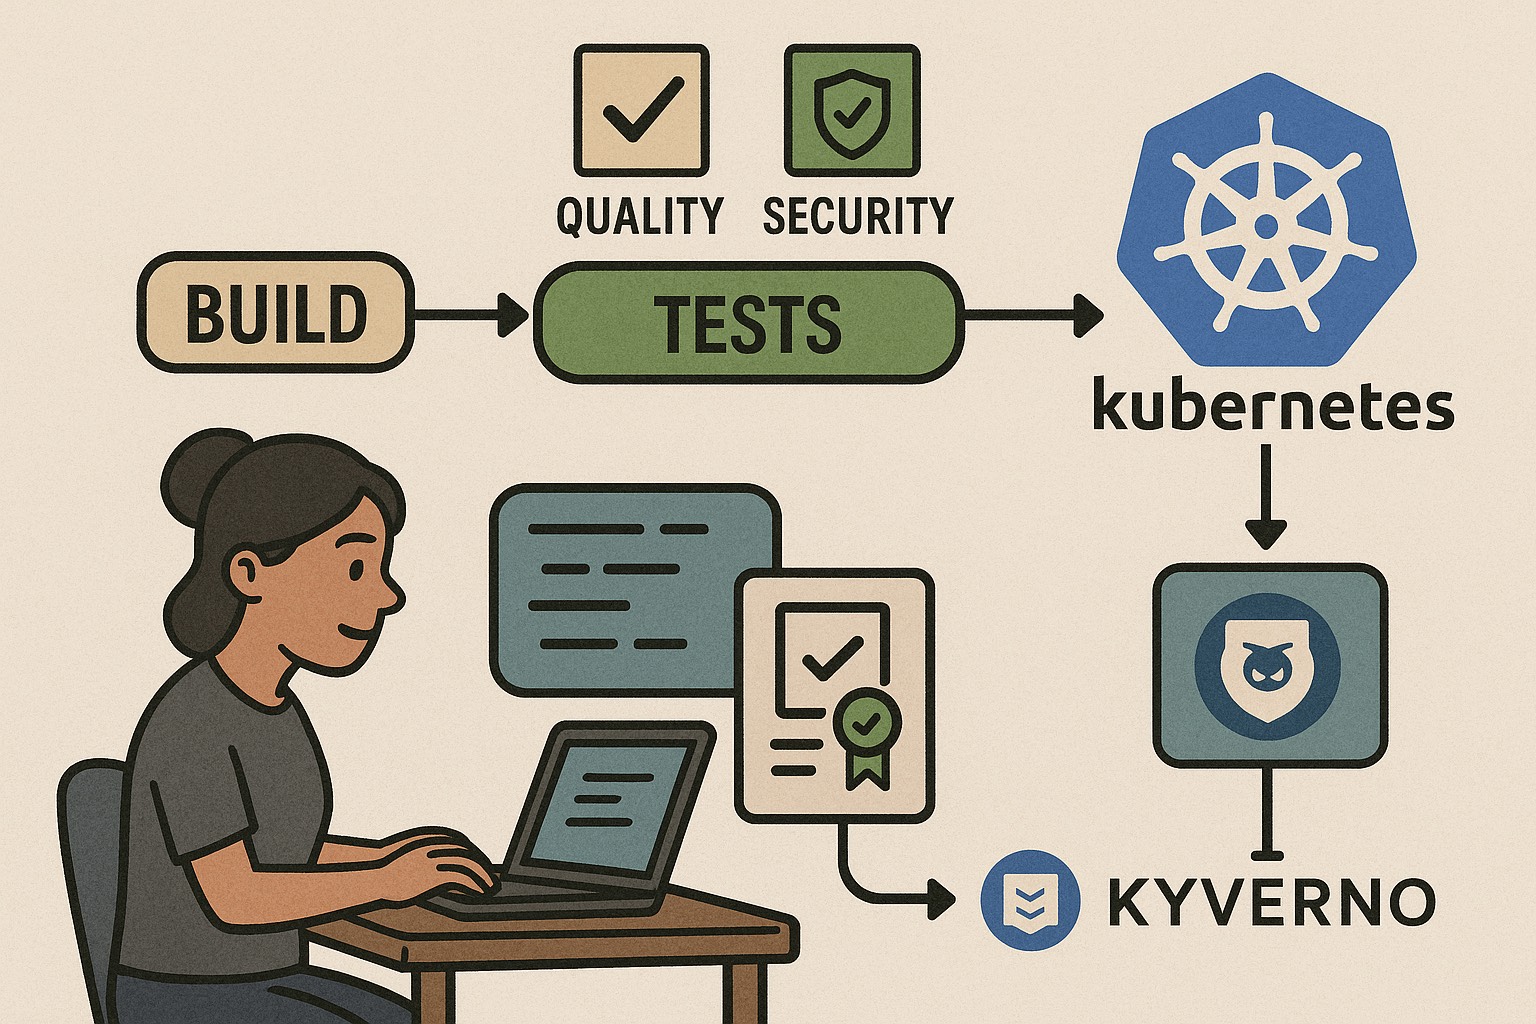 QUALITY SECURITY
BUILD
TESTS
kubernetes
KYVERNO